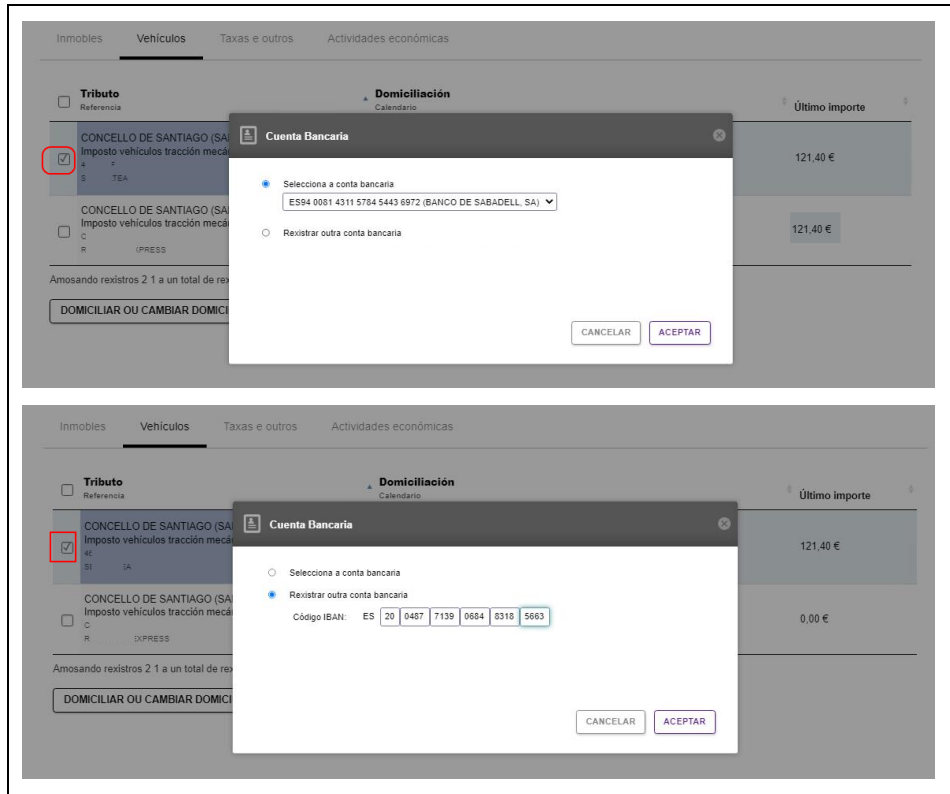 Inmobles Vehículos Taxas e outros Actividades económicas
Tributo Domiciliación
Referencia Calendario Último importe
CONCELLO DE SANTIAGO (SA
Imposto vehículos tracción mecá 121,40 €
4
S TEA
CONCELLO DE SANTIAGO (SA
Imposto vehículos tracción mecá 121,40 €
C
R XPRESS
Amosando rexistros 2 1 a un total de rex
DOMICILIAR OU CAMBIAR DOMICI
Cuenta Bancaria
Selecciona a conta bancaria
ES94 0081 4311 5784 5443 6972 (BANCO DE SABADELL, SA)
Rexistrar outra conta bancaria
CANCELAR ACEPTAR
Inmobles Vehículos Taxas e outros Actividades económicas
Tributo Domiciliación
Referencia Calendario Último importe
CONCELLO DE SANTIAGO (SA
Imposto vehículos tracción mecá 121,40 €
CONCELLO DE SANTIAGO (SA
Imposto vehículos tracción mecá 0,00 €
C
R EXPRESS
Amosando rexistros 2 1 a un total de rex
DOMICILIAR OU CAMBIAR DOMICI
Cuenta Bancaria
Selecciona a conta bancaria
Rexistrar outra conta bancaria
Código IBAN: ES 20 0487 7139 0684 8318 5663
CANCELAR ACEPTAR